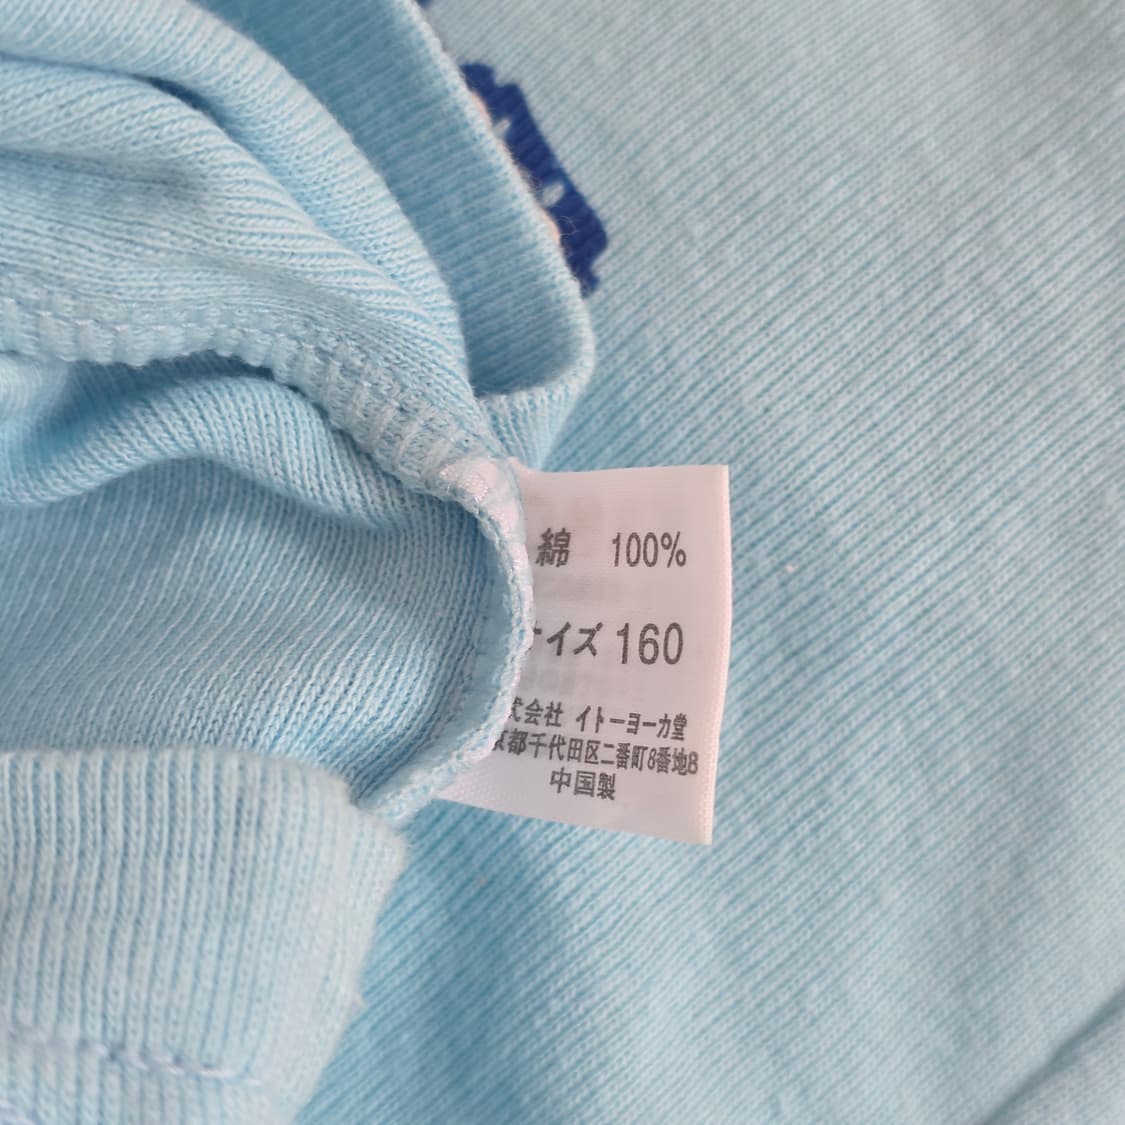 綿 100%
サイズ 160
式会社 イトーヨーカ堂
京都千代田区二番町8番地8
中国製